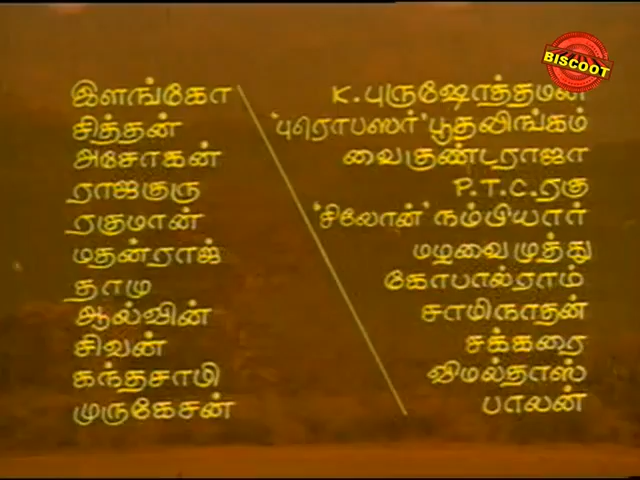 BISCOOT
இளங்கோ K.புருஷோத்தமன்
சித்தன் 'புரொபஸர்' பூதலிங்கம்
அசோகன் வைகுண்டராஜா
ராஜகுரு P.T.C.ரகு
ரகுமான் 'சிலோன்' நம்பியார்
மதன்ராஜ் மழவை முத்து
தாமு கோபால்ராம்
ஆல்வின் சாமிநாதன்
சிவன் சக்கரை
கந்தசாமி விமல்தாஸ்
முருகேசன் பாலன்